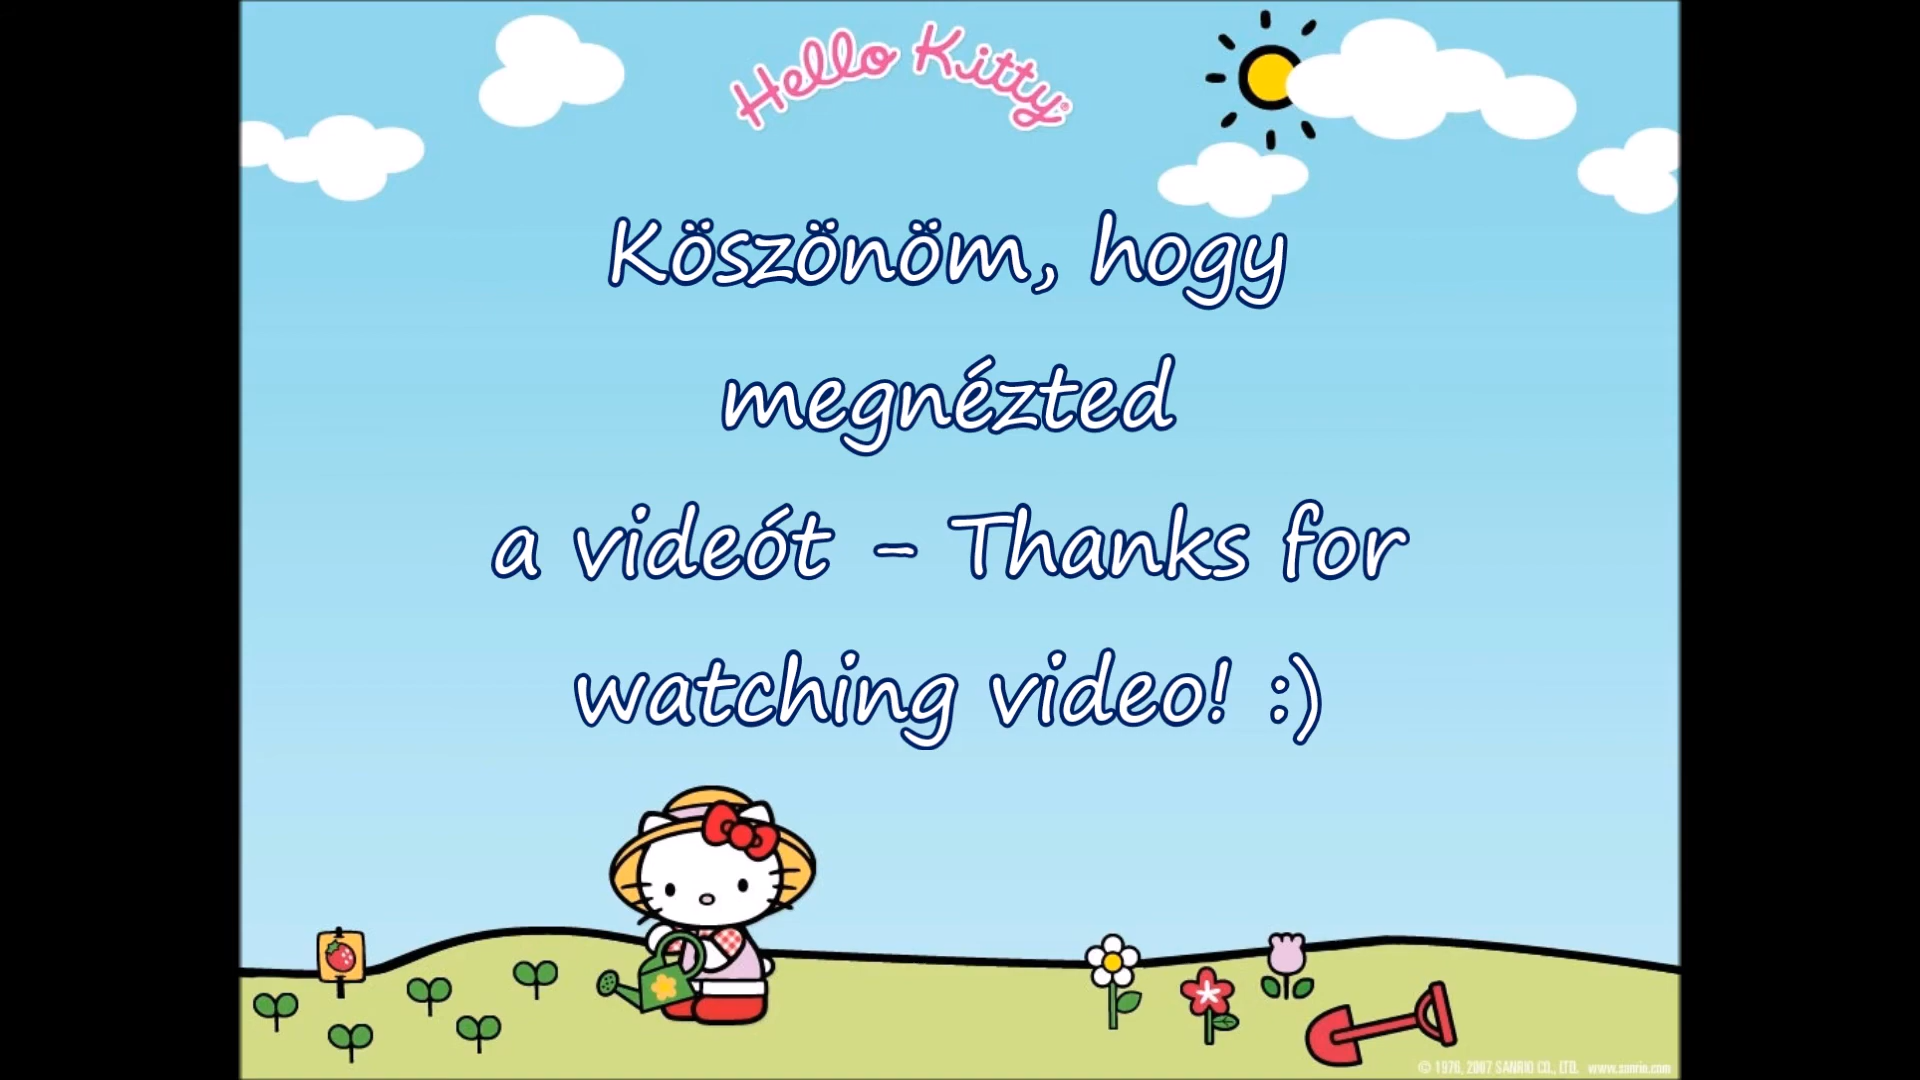 Hello Kitty®
Köszönöm, hogy
megnézted
a videót - Thanks for
watching video! :)
© 1976, 2007 SANRIO CO., LTD. www.sanrio.com